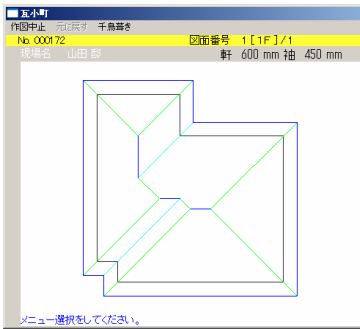 瓦小町
作図中止 元に戻す 千鳥葺き
No. 000172 図面番号 1 [ 1F ] / 1
現場名 山田 郡 軒 600 mm 袖 450 mm
メニュー選択をしてください。